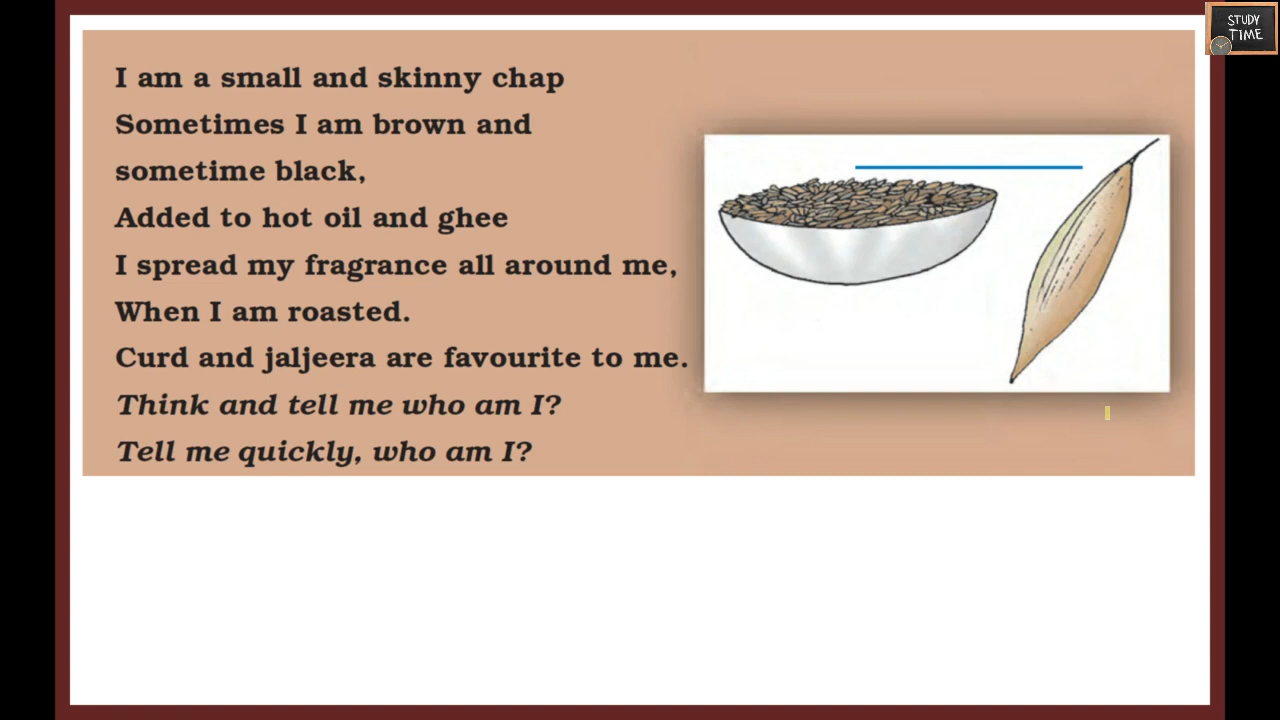 STUDY
TIME
I am a small and skinny chap
Sometimes I am brown and
sometime black,
Added to hot oil and ghee
I spread my fragrance all around me,
When I am roasted.
Curd and jaljeera are favourite to me.
Think and tell me who am I?
Tell me quickly, who am I?